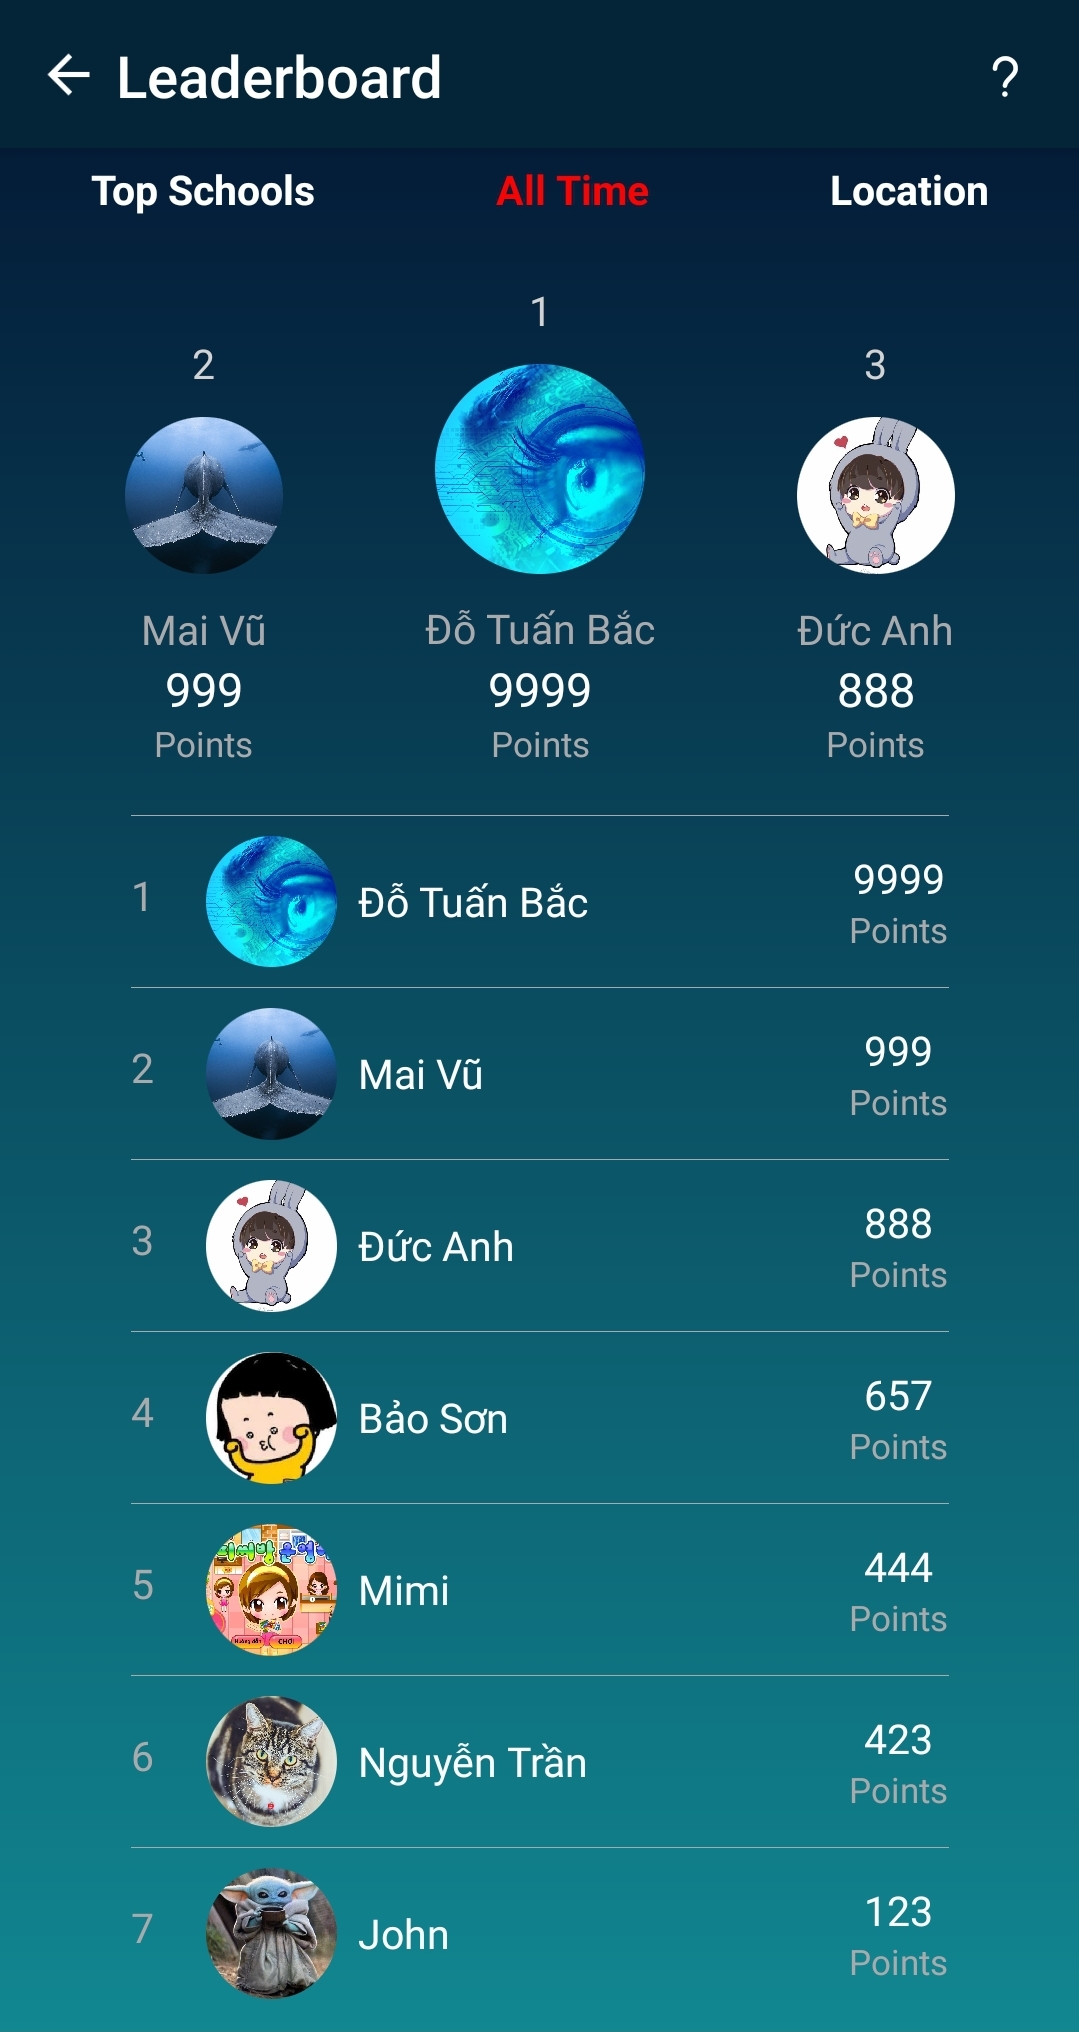 Leaderboard
?
Top Schools
All Time
Location
1
2
3
Mai Vũ
Đỗ Tuấn Bắc
Đức Anh
999
9999
888
Points
Points
Points
1
Đỗ Tuấn Bắc
9999
Points
2
Mai Vũ
999
Points
3
Đức Anh
888
Points
4
Bảo Sơn
657
Points
5
Mimi
444
Points
6
Nguyễn Trần
423
Points
7
John
123
Points